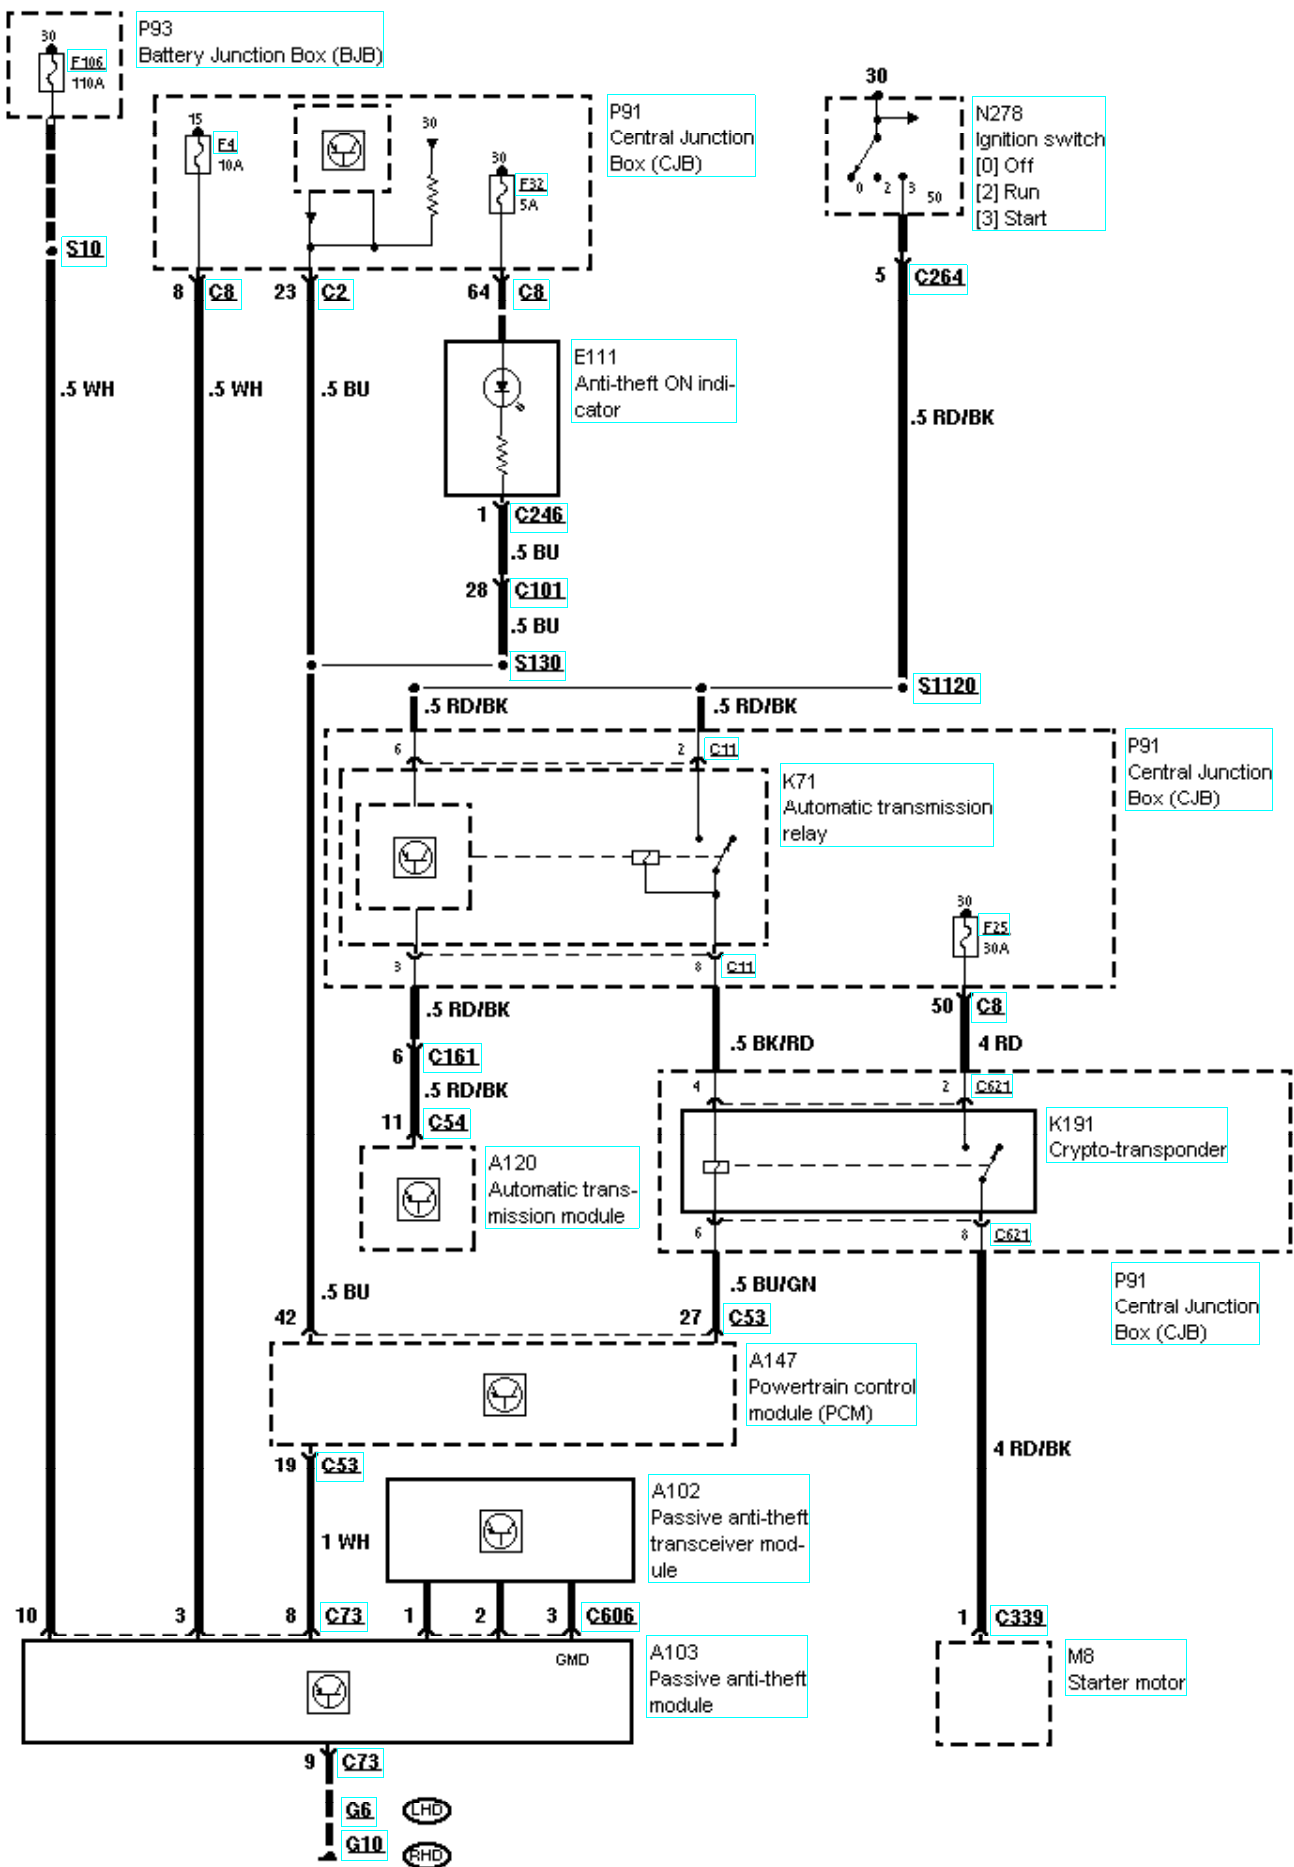 30
F106
110A
P93
Battery Junction Box (BJB)
15
F4
10A
30
30
F32
5A
P91
Central Junction
Box (CJB)
30
0
2
3
50
N278
Ignition switch
[0] Off
[2] Run
[3] Start
S10
8
C8
23
C2
64
C8
5
C264
.5 WH
.5 WH
.5 BU
E111
Anti-theft ON indi-
cator
.5 RD/BK
1
C246
.5 BU
28
C101
.5 BU
S130
S1120
.5 RD/BK
.5 RD/BK
6
2
C11
P91
Central Junction
Box (CJB)
K71
Automatic transmission
relay
30
F25
30A
3
8
C11
.5 RD/BK
50
C8
.5 BK/RD
4 RD
6
C161
.5 RD/BK
4
2
C621
11
C54
K191
Crypto-transponder
A120
Automatic trans-
mission module
6
8
C621
.5 BU
.5 BU/GN
P91
Central Junction
Box (CJB)
42
27
C53
A147
Powertrain control
module (PCM)
4 RD/BK
19
C53
A102
Passive anti-theft
transceiver mod-
ule
1 WH
10
3
8
C73
1
2
3
C606
1
C339
GMD
A103
Passive anti-theft
module
M8
Starter motor
9
C73
G6
LHD
G10
RHD